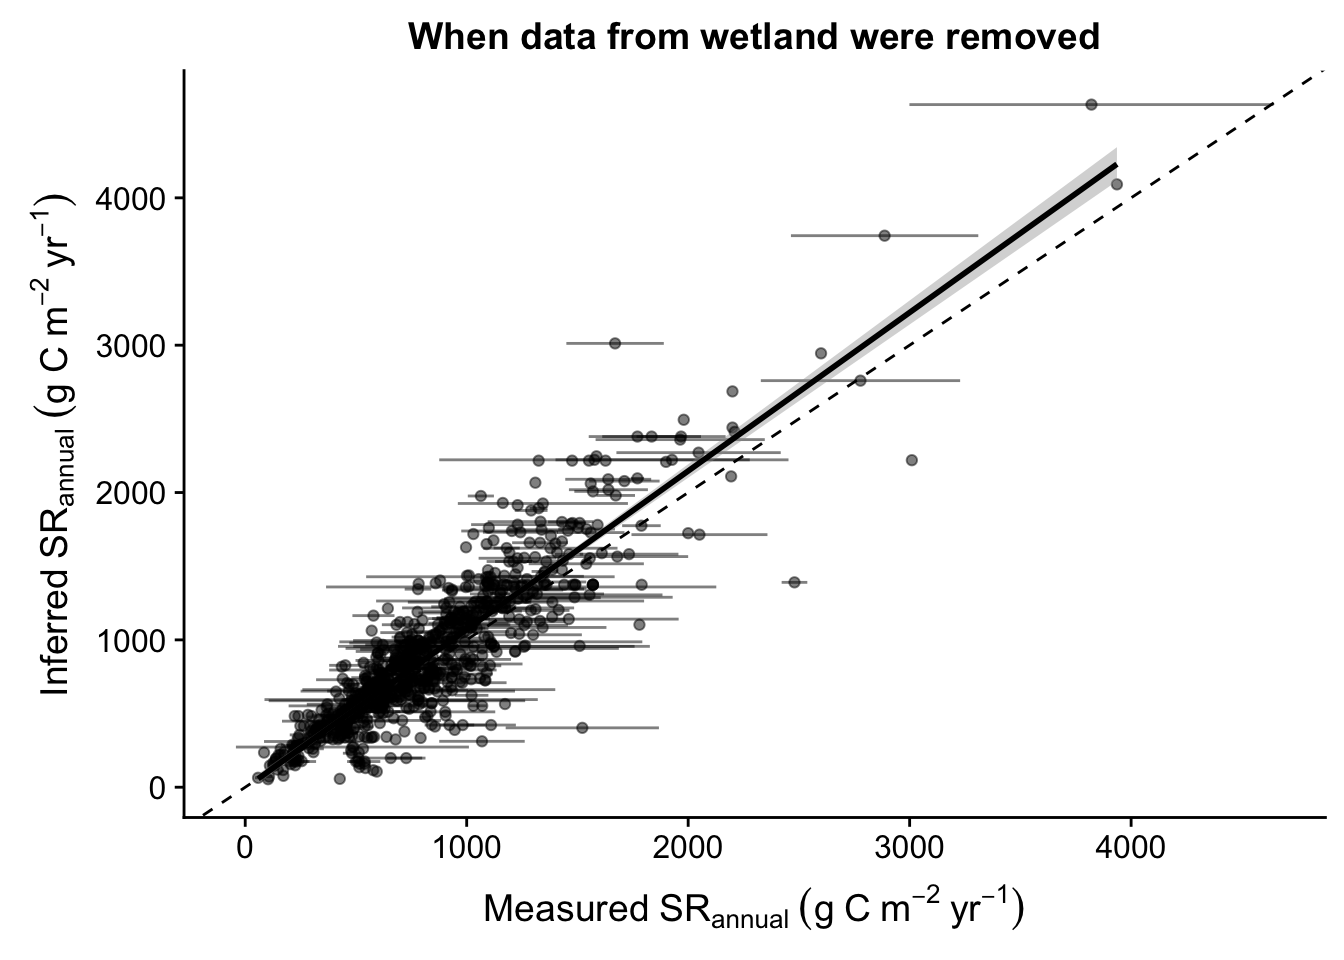 When data from wetland were removed
Inferred SRannual (g C m−2 yr−1)
4000
3000
2000
1000
0
0 1000 2000 3000 4000
Measured SRannual (g C m−2 yr−1)